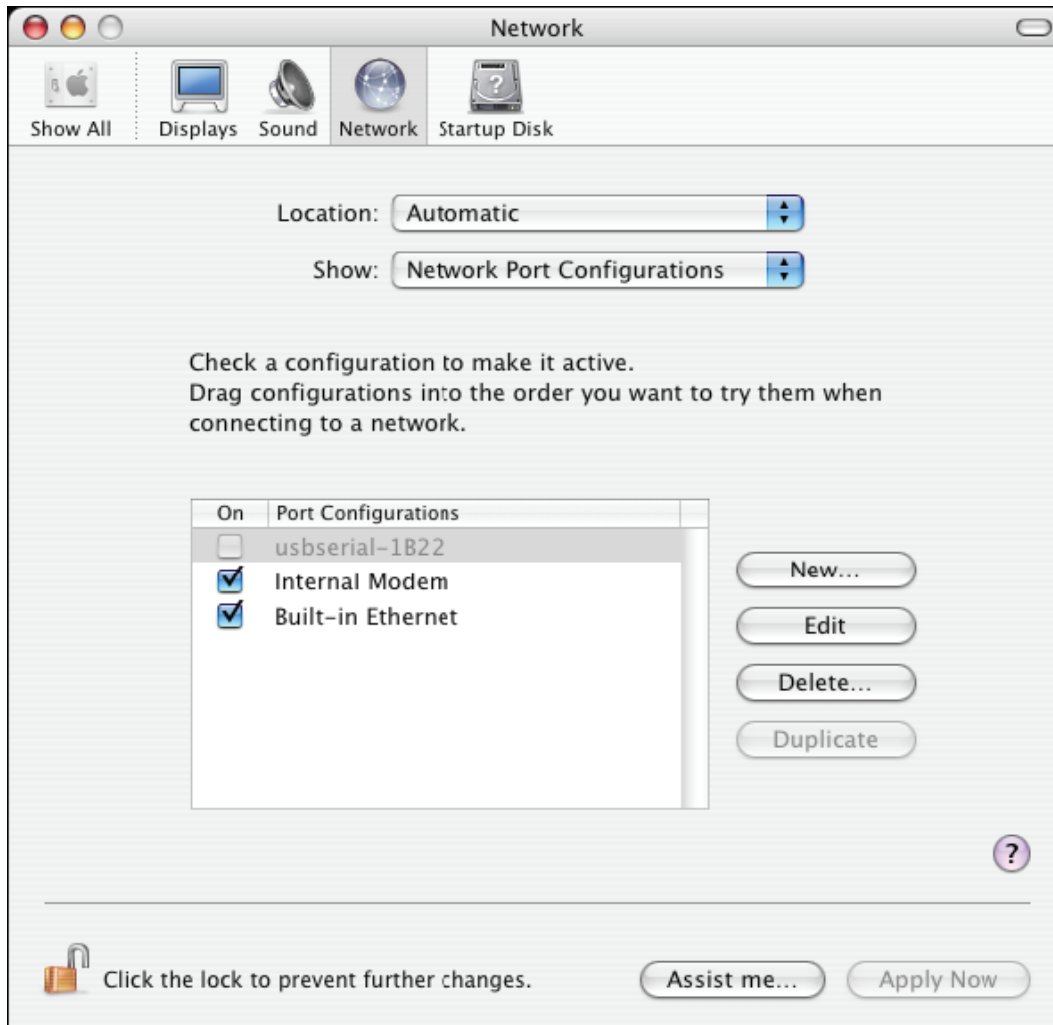 Network
Show All
Displays
Sound
Network
Startup Disk
Location: Automatic
Show: Network Port Configurations
Check a configuration to make it active.
Drag configurations into the order you want to try them when
connecting to a network.
On Port Configurations
usbserial-1B22
Internal Modem
Built-in Ethernet
New...
Edit
Delete...
Duplicate
?
Click the lock to prevent further changes.
Assist me...
Apply Now